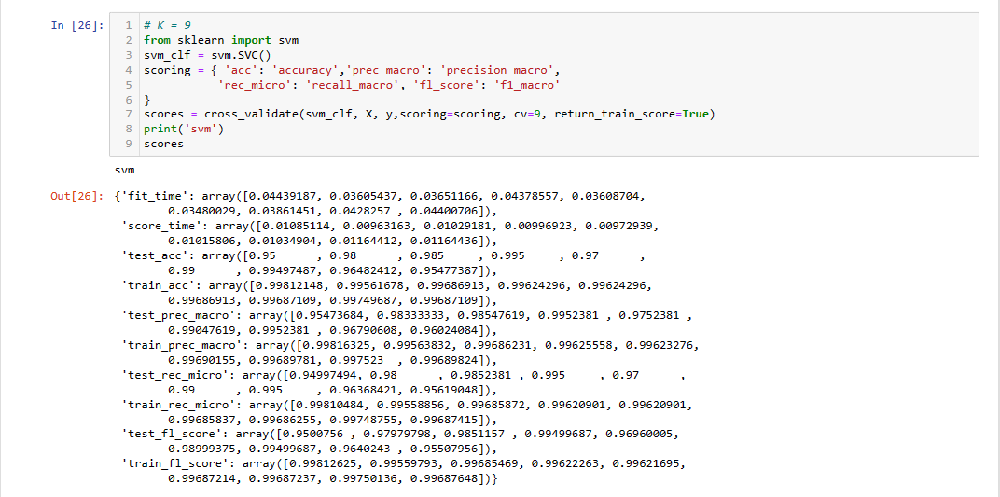 In [26]:
1 # K = 9
2 from sklearn import svm
3 svm_clf = svm.SVC()
4 scoring = { 'acc': 'accuracy','prec_macro': 'precision_macro',
5            'rec_micro': 'recall_macro', 'fl_score': 'f1_macro'
6 }
7 scores = cross_validate(svm_clf, X, y,scoring=scoring, cv=9, return_train_score=True)
8 print('svm')
9 scores
svm
Out[26]: {'fit_time': array([0.04439187, 0.03605437, 0.03651166, 0.04378557, 0.03608704,
        0.03480029, 0.03861451, 0.0428257 , 0.04400706]),
 'score_time': array([0.01085114, 0.00963163, 0.01029181, 0.00996923, 0.00972939,
        0.01015806, 0.01034904, 0.01164412, 0.01164436]),
 'test_acc': array([0.95      , 0.98      , 0.985     , 0.995     , 0.97      ,
        0.99      , 0.99497487, 0.96482412, 0.95477387]),
 'train_acc': array([0.99812148, 0.99561678, 0.99686913, 0.99624296, 0.99624296,
        0.99686913, 0.99687109, 0.99749687, 0.99687109]),
 'test_prec_macro': array([0.95473684, 0.98333333, 0.98547619, 0.9952381 , 0.9752381 ,
        0.99047619, 0.9952381 , 0.96790608, 0.96024084]),
 'train_prec_macro': array([0.99816325, 0.99563832, 0.99686231, 0.99625558, 0.99623276,
        0.99690155, 0.99689781, 0.997523  , 0.99689824]),
 'test_rec_micro': array([0.94997494, 0.98      , 0.9852381 , 0.995     , 0.97      ,
        0.99      , 0.995     , 0.96368421, 0.95619048]),
 'train_rec_micro': array([0.99810484, 0.99558856, 0.99685872, 0.99620901, 0.99620901,
        0.99685837, 0.99686255, 0.99748755, 0.99687415]),
 'test_fl_score': array([0.9500756 , 0.97979798, 0.9851157 , 0.99499687, 0.96960005,
        0.98999375, 0.99499687, 0.9640243 , 0.95507956]),
 'train_fl_score': array([0.99812625, 0.99559793, 0.99685469, 0.99622263, 0.99621695,
        0.99687214, 0.99687237, 0.99750136, 0.99687648])}